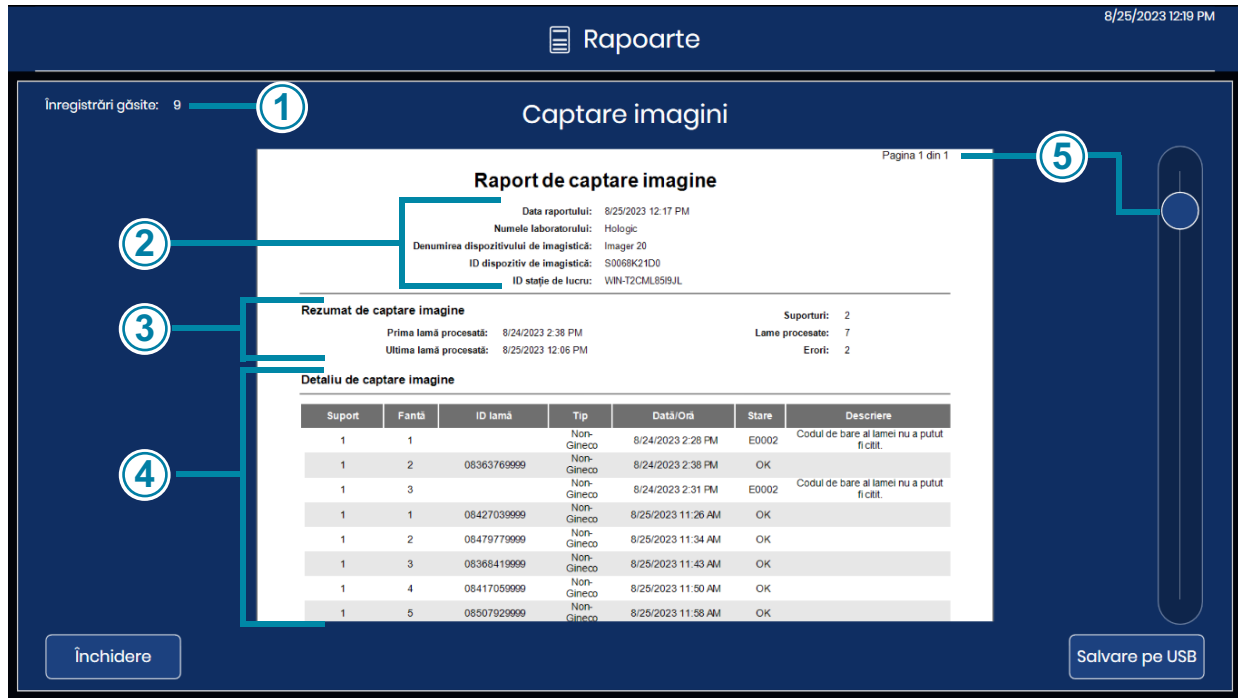 8/25/2023 12:19 PM
Rapoarte
Înregistrări găsite: 9
1
Captare imagini
5
Pagina 1 din 1
Raport de captare imagine
2
Data raportului: 8/25/2023 12:17 PM
Numele laboratorului: Hologic
Denumirea dispozitivului de imagistică: Imager 20
ID dispozitiv de imagistică: S0068K21D0
ID stație de lucru: WIN-T2CML85I9JL
3
Rezumat de captare imagine
Suporturi: 2
Prima lamă procesată: 8/24/2023 2:38 PM Lame procesate: 7
Ultima lamă procesată: 8/25/2023 12:06 PM Erori: 2
Detaliu de captare imagine
4
Suport Fantă ID lamă Tip Dată/Oră Stare Descriere
1 1 Non-Gineco 8/24/2023 2:28 PM E0002 Codul de bare al lamei nu a putut fi citit.
1 2 08363769999 Non-Gineco 8/24/2023 2:38 PM OK
1 3 Non-Gineco 8/24/2023 2:31 PM E0002 Codul de bare al lamei nu a putut fi citit.
1 1 08427039999 Non-Gineco 8/25/2023 11:26 AM OK
1 2 08479779999 Non-Gineco 8/25/2023 11:34 AM OK
1 3 08368419999 Non-Gineco 8/25/2023 11:43 AM OK
1 4 08417059999 Non-Gineco 8/25/2023 11:50 AM OK
1 5 08507929999 Non-Gineco 8/25/2023 11:58 AM OK
Închidere
Salvare pe USB